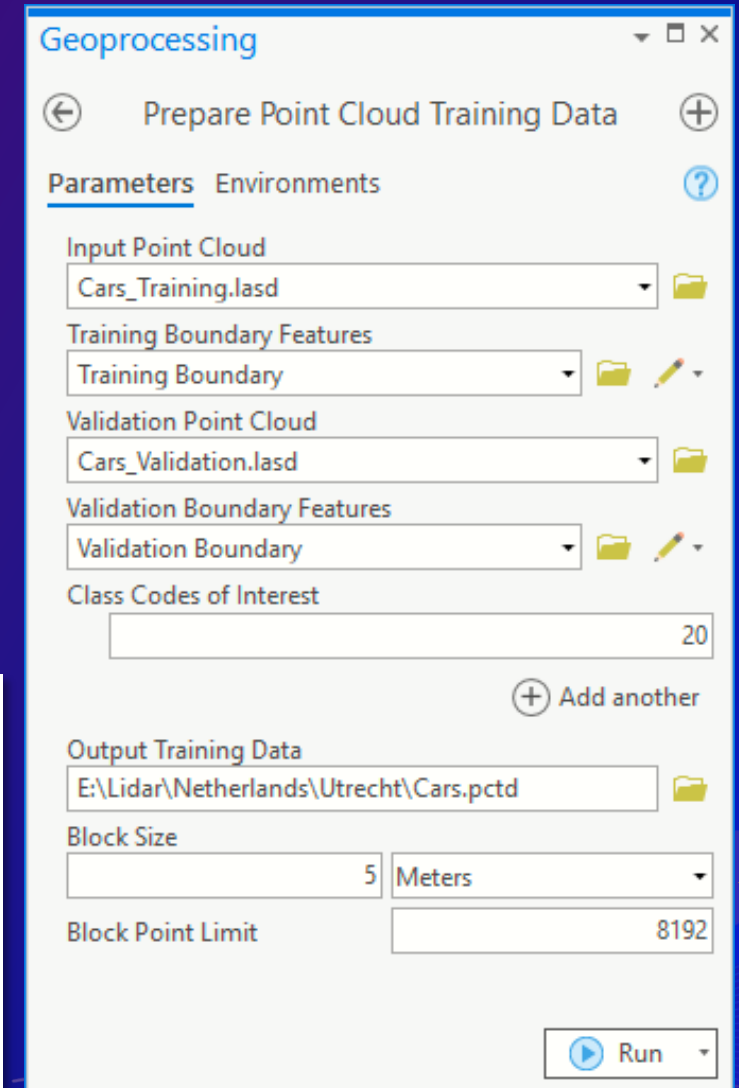 Geoprocessing
Prepare Point Cloud Training Data
Parameters Environments
Input Point Cloud
Cars_Training.lasd
Training Boundary Features
Training Boundary
Validation Point Cloud
Cars_Validation.lasd
Validation Boundary Features
Validation Boundary
Class Codes of Interest
20
Add another
Output Training Data
E:\Lidar\Netherlands\Utrecht\Cars.pctd
Block Size
5 Meters
Block Point Limit 8192
Run